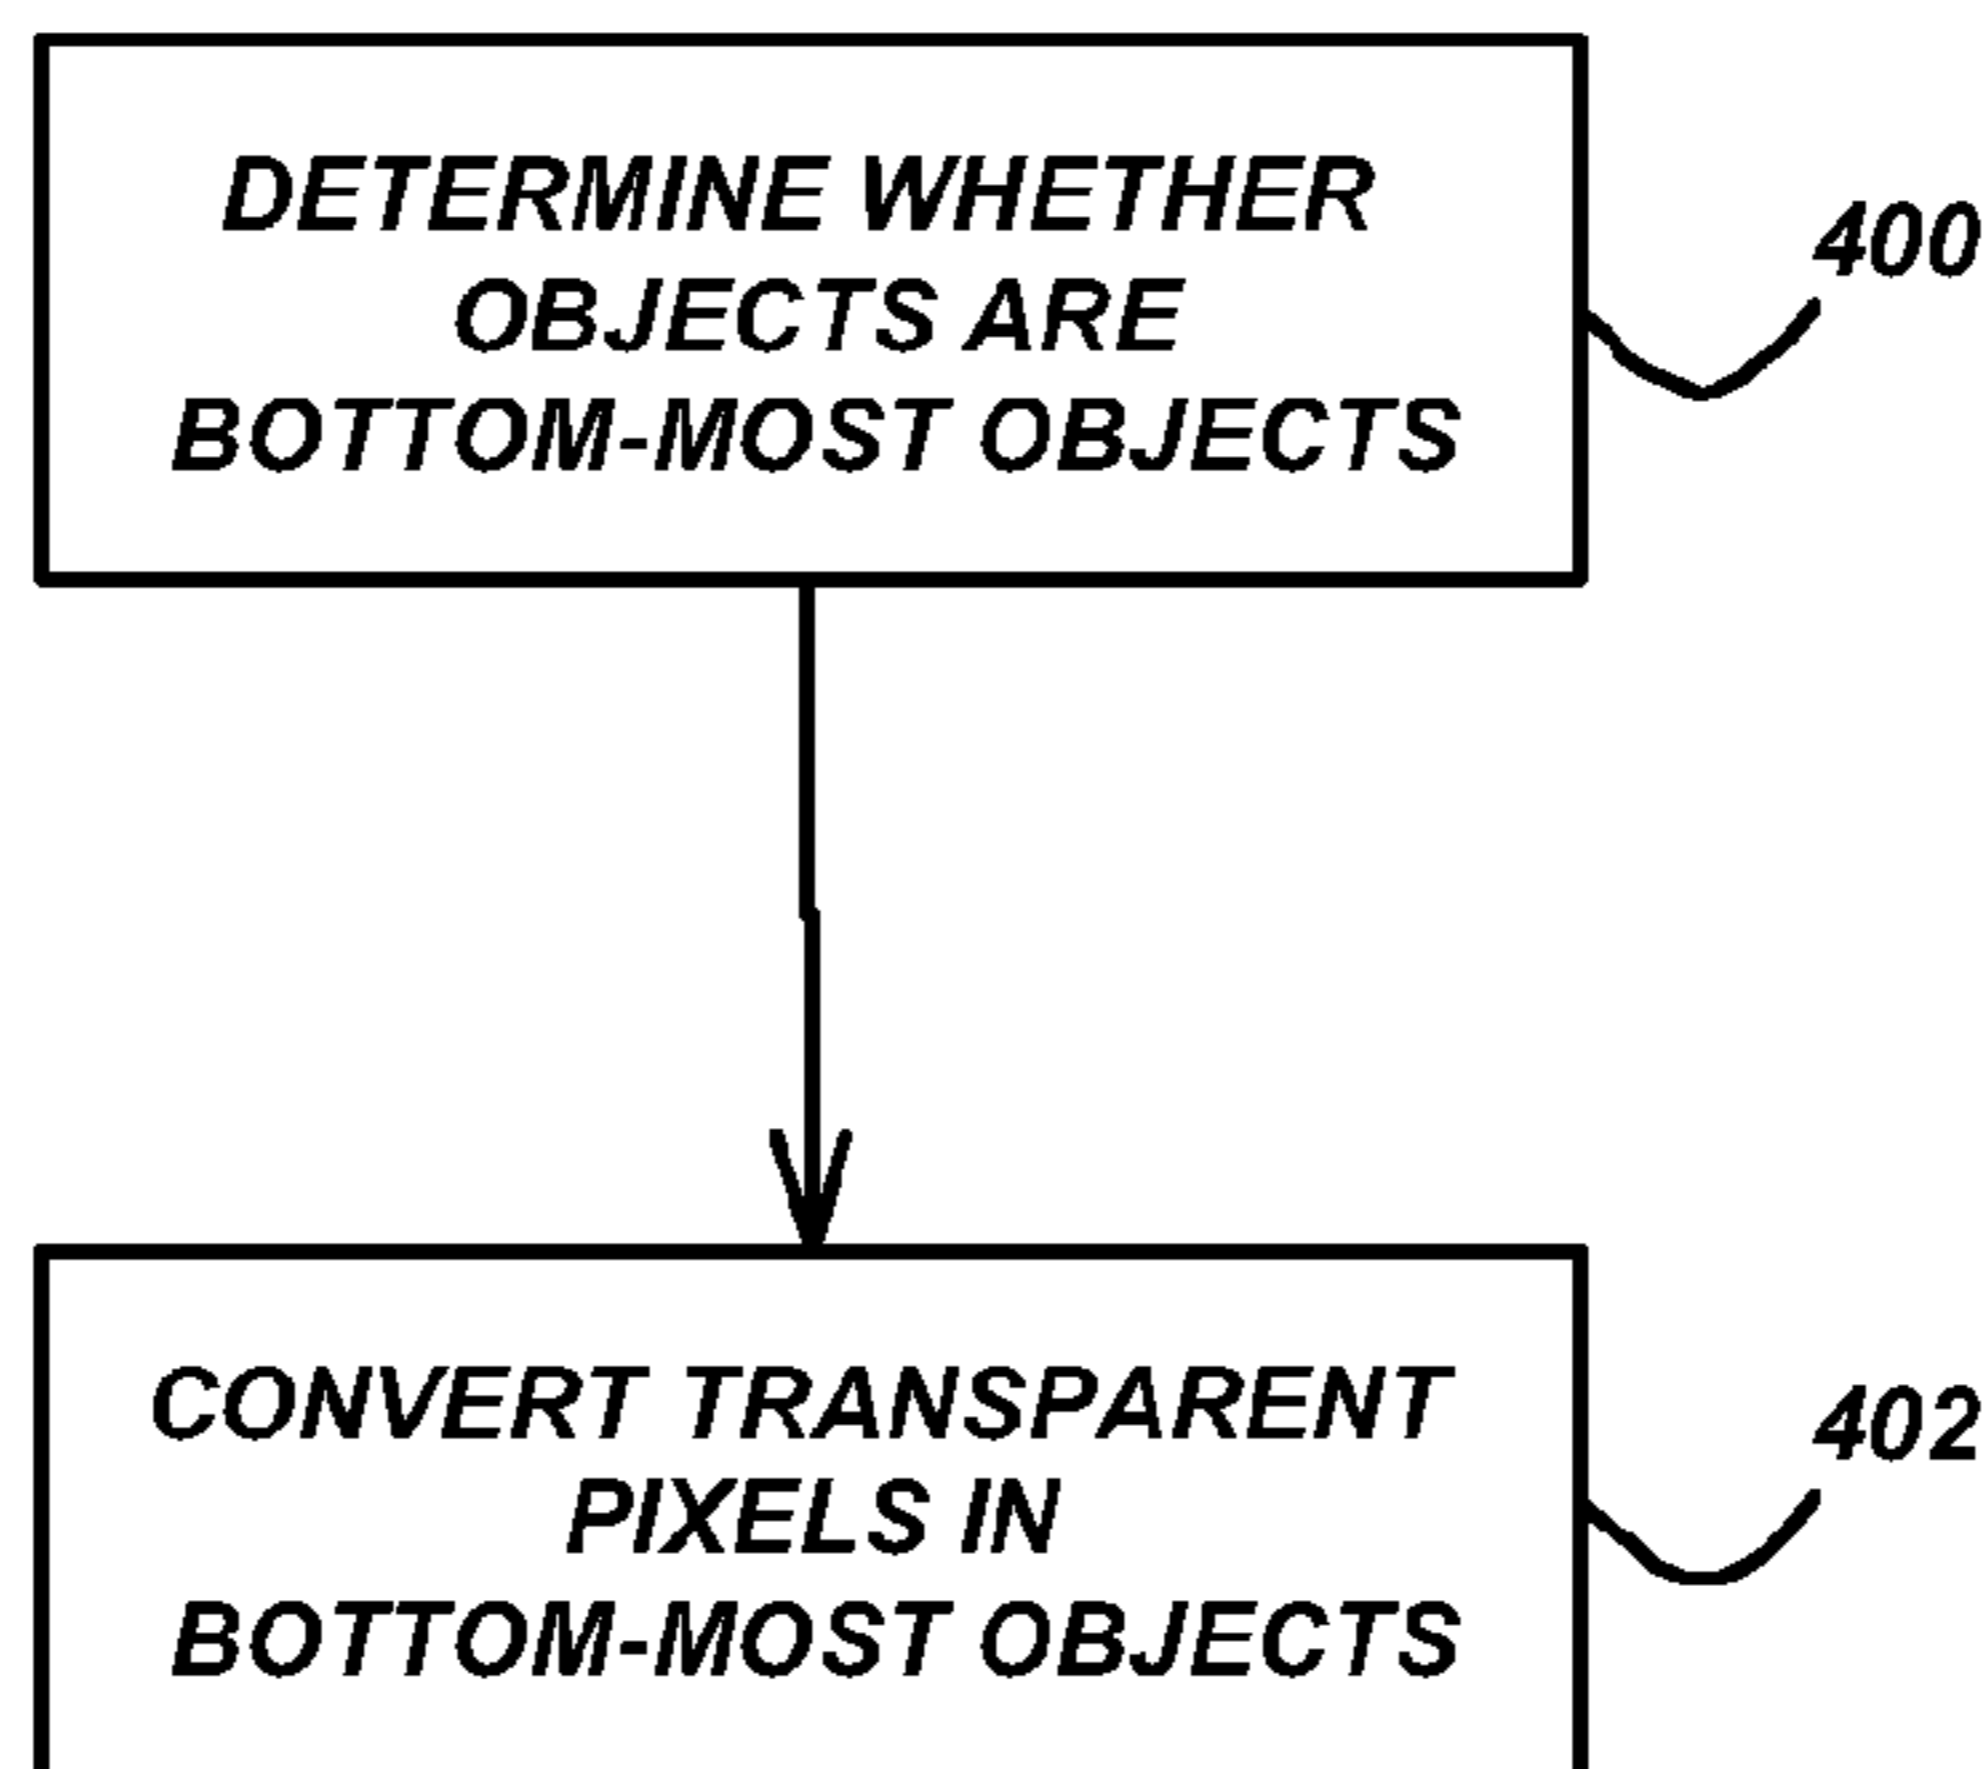 DETERMINE WHETHER
OBJECTS ARE
BOTTOM-MOST OBJECTS
400
CONVERT TRANSPARENT
PIXELS IN
BOTTOM-MOST OBJECTS
402